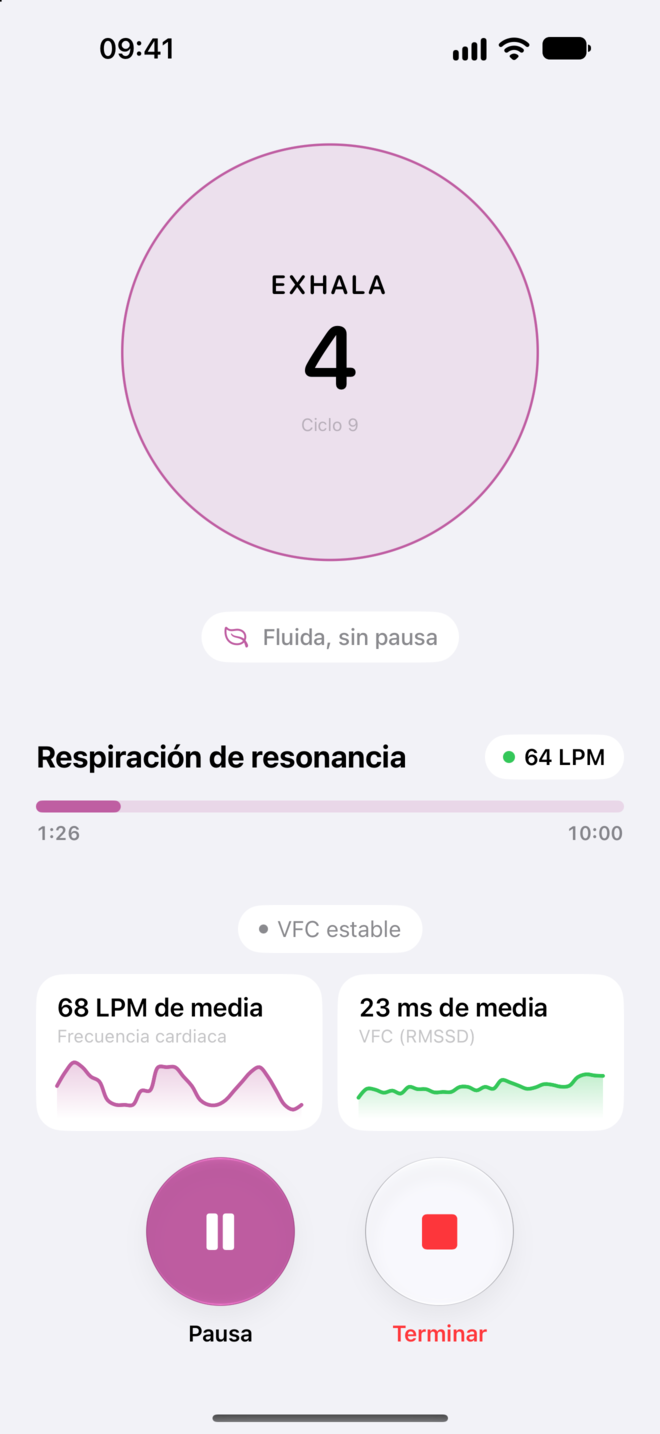 09:41
EXHALA
4
Ciclo 9
Fluida, sin pausa
Respiración de resonancia
64 LPM
1:26
10:00
VFC estable
68 LPM de media
Frecuencia cardiaca
23 ms de media
VFC (RMSSD)
Pausa
Terminar